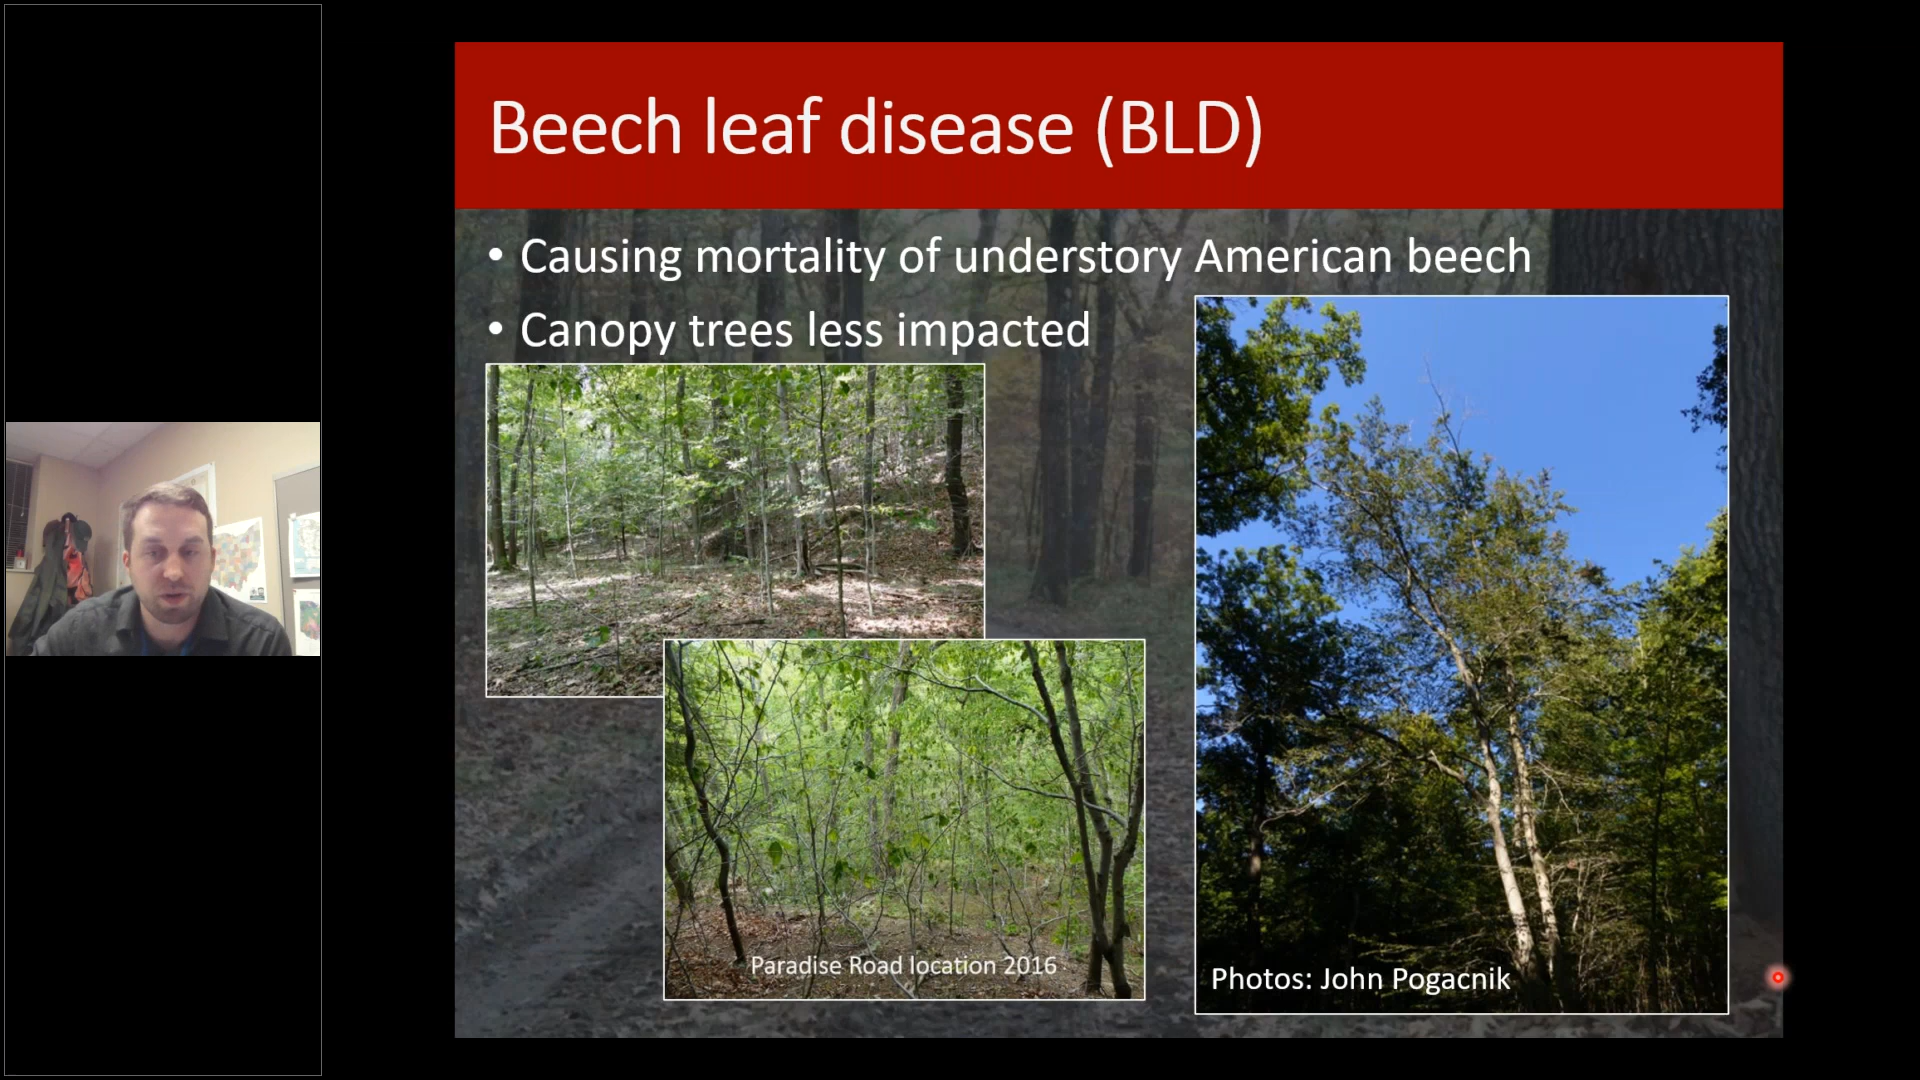 Beech leaf disease (BLD)
• Causing mortality of understory American beech
• Canopy trees less impacted
Paradise Road location 2016
Photos: John Pogacnik